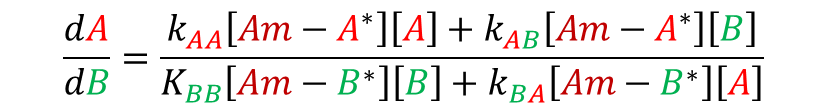 dA/dB = k_AA[Am − A*][A] + k_AB[Am − A*][B] / K_BB[Am − B*][B] + k_BA[Am − B*][A]